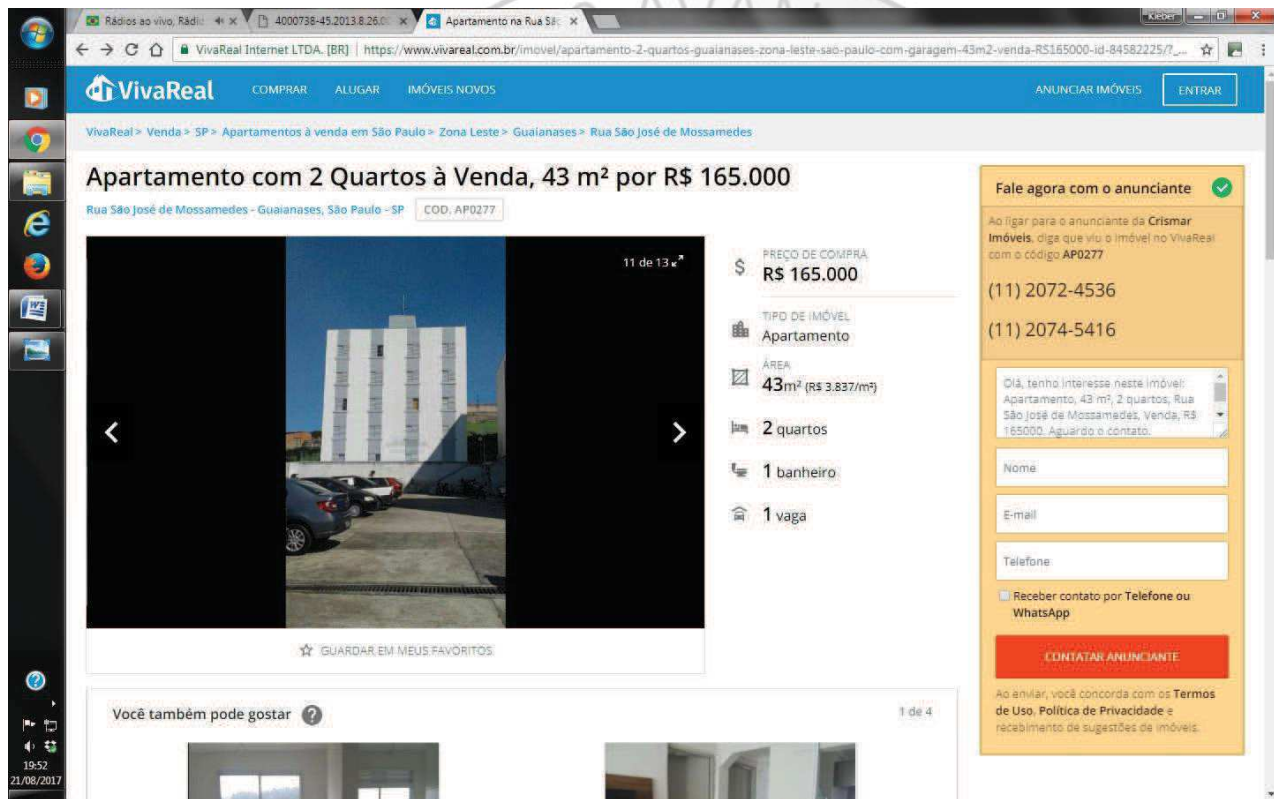 Rádios ao vivo, Rádi
4000738-45.2013.8.26.0
Apartamento na Rua Sã
Kleber
VivaReal Internet LTDA. [BR] | https://www.vivareal.com.br/imovel/apartamento-2-quartos-guaianases-zona-leste-sao-paulo-com-garagem-43m2-venda-RS165000-id-84582225/?_...
VivaReal COMPRAR ALUGAR IMÓVEIS NOVOS ANUNCIAR IMÓVEIS ENTRAR
VivaReal > Venda > SP > Apartamentos à venda em São Paulo > Zona Leste > Guaianases > Rua São José de Mossamedes
Apartamento com 2 Quartos à Venda, 43 m² por R$ 165.000
Rua São José de Mossamedes - Guaianases, São Paulo - SP COD. AP0277
11 de 13
PREÇO DE COMPRA
R$ 165.000
TIPO DE IMÓVEL
Apartamento
ÁREA
43m² (R$ 3.837/m²)
2 quartos
1 banheiro
1 vaga
GUARDAR EM MEUS FAVORITOS
Fale agora com o anunciante
Ao ligar para o anunciante da Crismar
Imóveis, diga que viu o imóvel no VivaReal
com o código AP0277
(11) 2072-4536
(11) 2074-5416
Olá, tenho interesse neste imóvel:
Apartamento, 43 m², 2 quartos, Rua
São José de Mossamedes, Venda, R$
165000. Aguardo o contato.
Nome
E-mail
Telefone
Receber contato por Telefone ou
WhatsApp
CONTATAR ANUNCIANTE
Ao enviar, você concorda com os Termos
de Uso, Política de Privacidade e
recebimento de sugestões de imóveis.
Você também pode gostar ? 1 de 4
19:52
21/08/2017